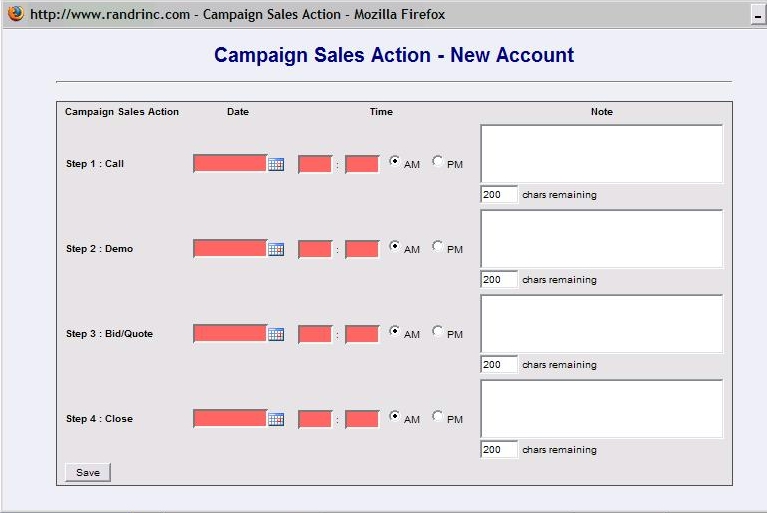 http://www.randrinc.com - Campaign Sales Action - Mozilla Firefox
Campaign Sales Action - New Account
Campaign Sales Action Date Time Note
Step 1 : Call : AM PM
200 chars remaining
Step 2 : Demo : AM PM
200 chars remaining
Step 3 : Bid/Quote : AM PM
200 chars remaining
Step 4 : Close : AM PM
200 chars remaining
Save